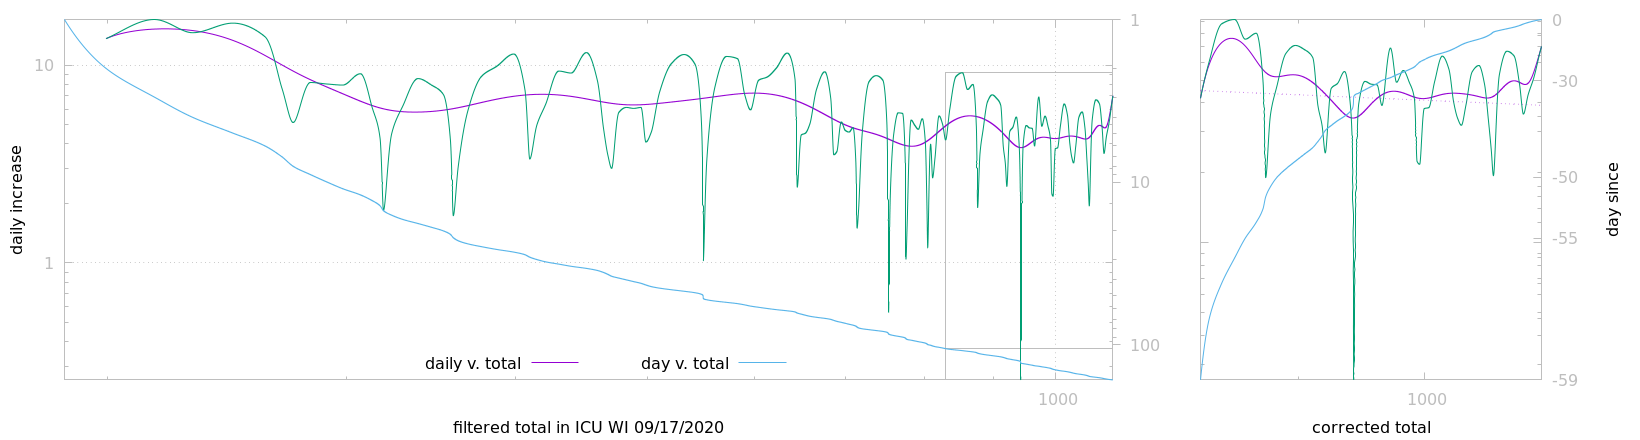 10
1
daily increase
1
10
100
day since
0
-30
-50
-55
-59
daily v. total
day v. total
1000
1000
filtered total in ICU WI 09/17/2020
corrected total